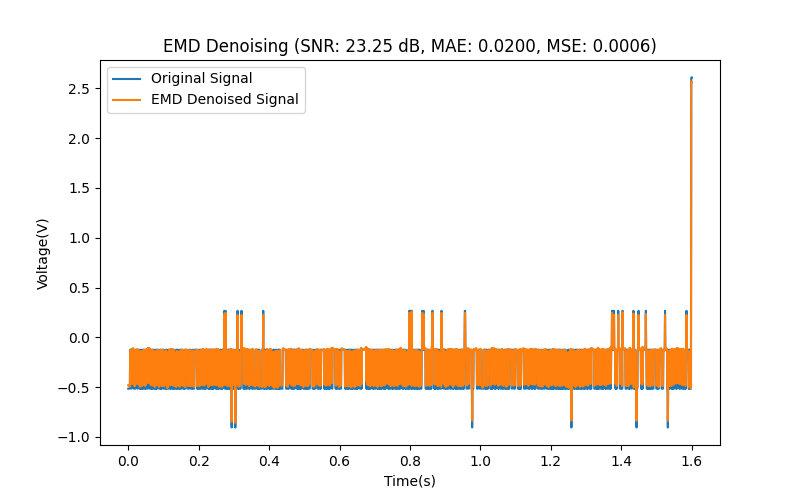 EMD Denoising (SNR: 23.25 dB, MAE: 0.0200, MSE: 0.0006)
Original Signal
EMD Denoised Signal
Voltage(V)
2.5
2.0
1.5
1.0
0.5
0.0
−0.5
−1.0
0.0 0.2 0.4 0.6 0.8 1.0 1.2 1.4 1.6
Time(s)